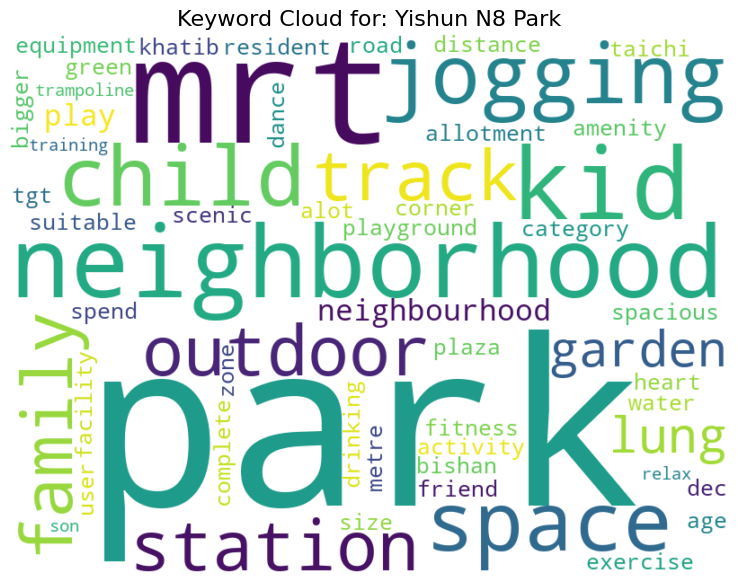 Keyword Cloud for: Yishun N8 Park
equipment
khatib
resident
road
distance
taichi
green
trampoline
bigger
play
training
mrt
dance
jogging
allotment
amenity
child
track
kid
tgt
suitable
scenic
alot
corner
playground
category
neighborhood
spend
neighbourhood
spacious
family
outdoor
zone
plaza
garden
heart
water
user
facility
park
complete
drinking
metre
fitness
activity
bishan
friend
lung
relax
dec
son
station
size
space
age
exercise